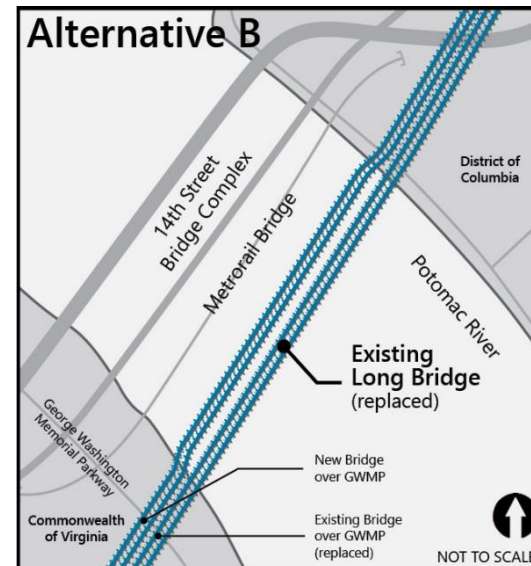 Alternative B
14th Street
Bridge Complex
Metrorail Bridge
District of
Columbia
Potomac River
Existing
Long Bridge
(replaced)
George Washington
Memorial Parkway
New Bridge
over GWMP
Commonwealth
of Virginia
Existing Bridge
over GWMP
(replaced)
NOT TO SCALE